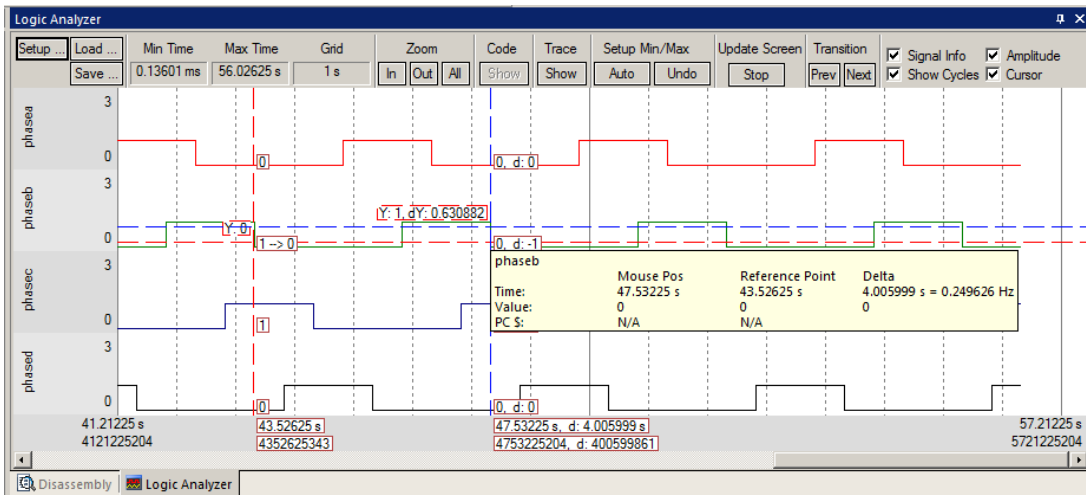 Logic Analyzer
Setup ... Load ... Min Time Max Time Grid Zoom Code Trace Setup Min/Max Update Screen Transition Signal Info Amplitude
Save ... 0.13601 ms 56.02625 s 1 s In Out All Show Show Auto Undo Stop Prev Next Show Cycles Cursor
phasea
3
0
0
0, d: 0
phaseb
3
0
Y: 0
Y: 1, dY: 0.630882
1 --> 0
0, d: -1
phaseb
Mouse Pos Reference Point Delta
Time: 47.53225 s 43.52625 s 4.005999 s = 0.249626 Hz
Value: 0 0 0
PC $: N/A N/A
phasec
3
0
1
phased
3
0
0
0, d: 0
41.21225 s 43.52625 s 47.53225 s, d: 4.005999 s 57.21225 s
4121225204 4352625343 4753225204, d: 400599861 5721225204
Disassembly Logic Analyzer